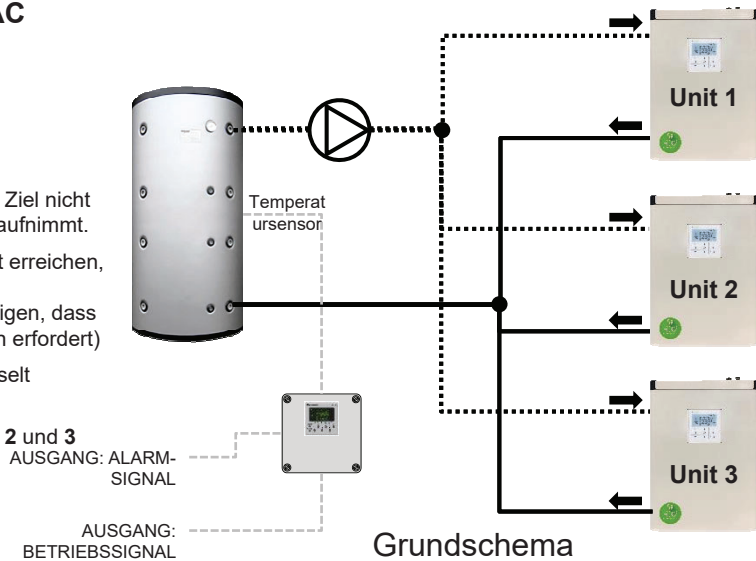 AC
Unit 1
Ziel nicht
aufnimmt.
Temperat
ursensor
t erreichen,
igen, dass
n erfordert)
Unit 2
selt
2 und 3
AUSGANG: ALARM-
SIGNAL
Unit 3
AUSGANG:
BETRIEBSSIGNAL
Grundschema